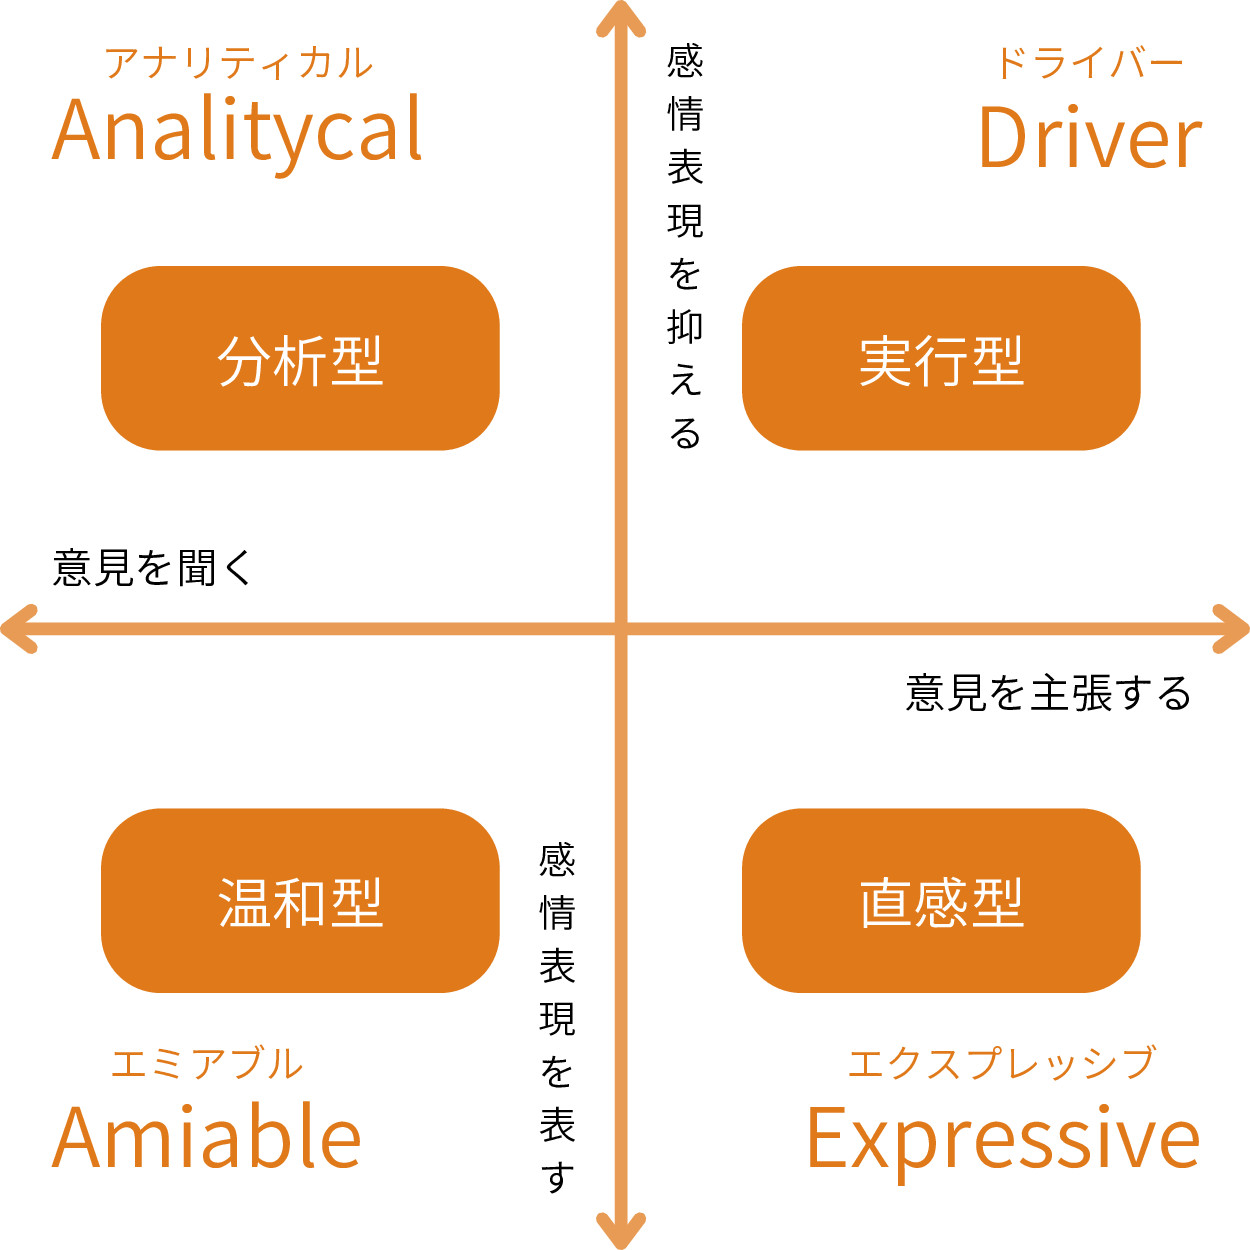 アナリティカル
Analitycal
感情表現を抑える
ドライバー
Driver
分析型
実行型
意見を聞く
意見を主張する
温和型
感情表現を表す
直感型
エミアブル
Amiable
エクスプレッシブ
Expressive